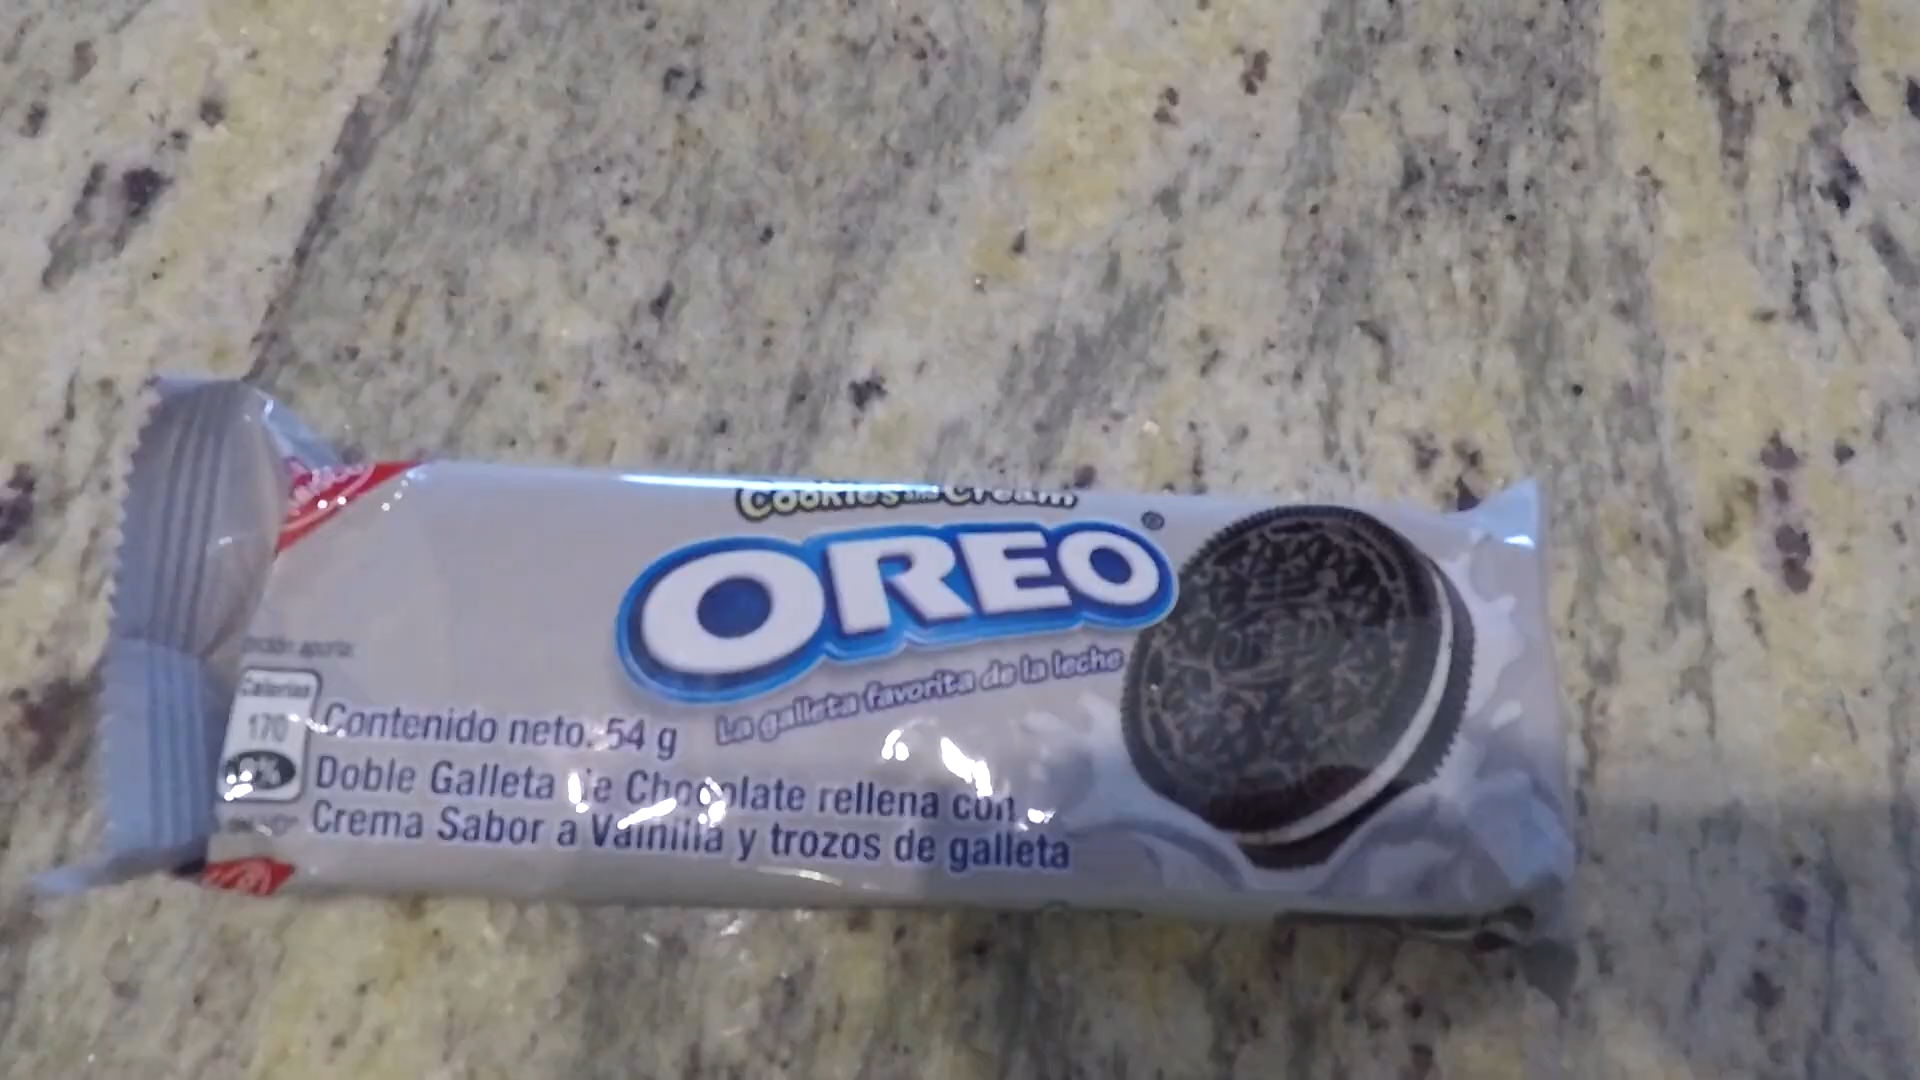 Cookies and Cream
OREO®
La galleta favorita de la leche
OREO
Calorías
170
Contenido neto. 54 g
Doble Galleta de Chocolate rellena con
Crema Sabor a Vainilla y trozos de galleta